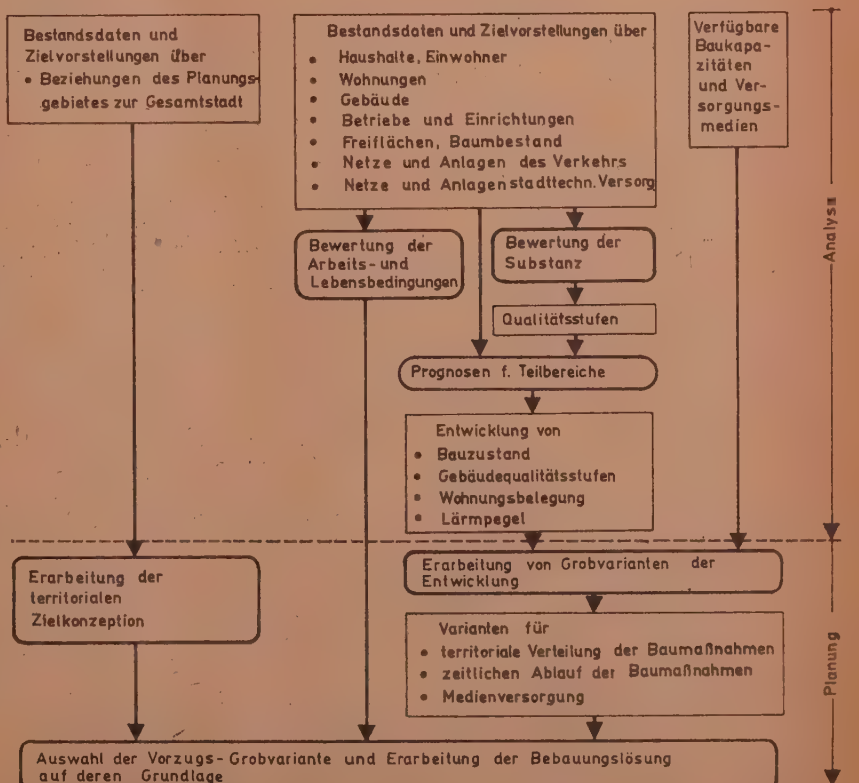 Bestandsdaten und
Zielvorstellungen über
• Beziehungen des Planungs-
gebietes zur Gesamtstadt
Bestandsdaten und Zielvorstellungen über
• Haushalte, Einwohner
• Wohnungen
• Gebäude
• Betriebe und Einrichtungen
• Freiflächen, Baumbestand
• Netze und Anlagen des Verkehrs
• Netze und Anlagen stadttechn. Versorg
Verfügbare
Baukapa-
zitäten
und Ver-
sorgungs-
medien
Bewertung der
Arbeits- und
Lebensbedingungen
Bewertung der
Substanz
Qualitätsstufen
Prognosen f. Teilbereiche
Entwicklung von
• Bauzustand
• Gebäudequalitätsstufen
• Wohnungsbelegung
• Lärmpegel
Analyse
Erarbeitung der
territorialen
Zielkonzeption
Erarbeitung von Grobvarianten der
Entwicklung
Varianten für
• territoriale Verteilung der Baumaßnahmen
• zeitlichen Ablauf der Baumaßnahmen
• Medienversorgung
Planung
Auswahl der Vorzugs-Grobvariante und Erarbeitung der Bebauungslösung
auf deren Grundlage